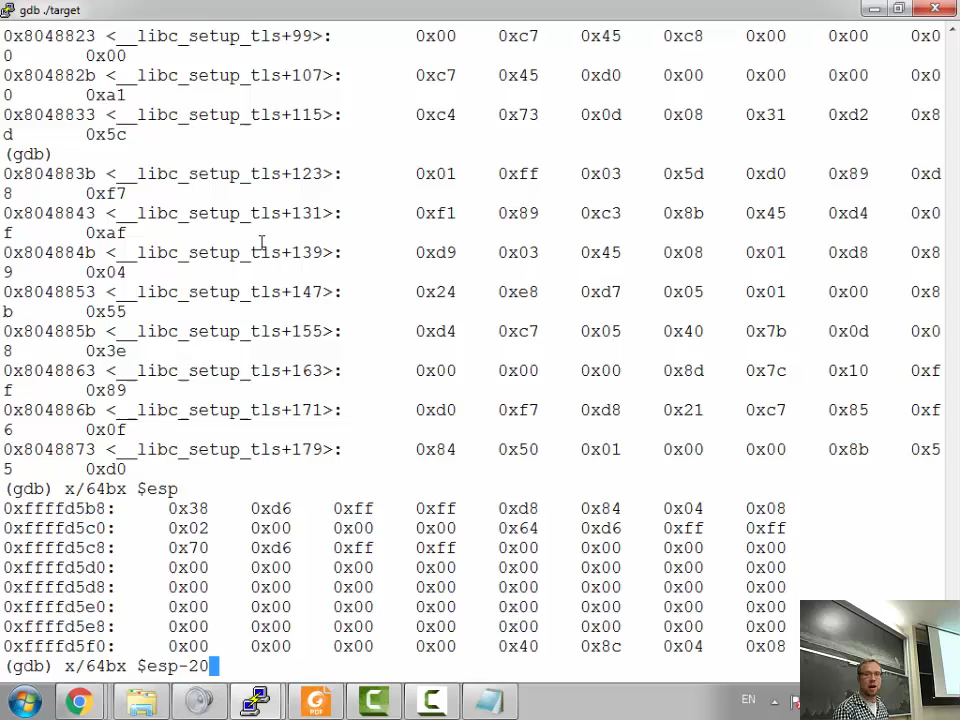 gdb ./target
0x8048823 <__libc_setup_tls+99>: 0x00 0xc7 0x45 0xc8 0x00 0x00 0x0
0 0x00
0x804882b <__libc_setup_tls+107>: 0xc7 0x45 0xd0 0x00 0x00 0x00 0x0
0 0xa1
0x8048833 <__libc_setup_tls+115>: 0xc4 0x73 0x0d 0x08 0x31 0xd2 0x8
d 0x5c
(gdb)
0x804883b <__libc_setup_tls+123>: 0x01 0xff 0x03 0x5d 0xd0 0x89 0xd
8 0xf7
0x8048843 <__libc_setup_tls+131>: 0xf1 0x89 0xc3 0x8b 0x45 0xd4 0x0
f 0xaf
0x804884b <__libc_setup_tls+139>: 0xd9 0x03 0x45 0x08 0x01 0xd8 0x8
9 0x04
0x8048853 <__libc_setup_tls+147>: 0x24 0xe8 0xd7 0x05 0x01 0x00 0x8
b 0x55
0x804885b <__libc_setup_tls+155>: 0xd4 0xc7 0x05 0x40 0x7b 0x0d 0x0
8 0x3e
0x8048863 <__libc_setup_tls+163>: 0x00 0x00 0x00 0x8d 0x7c 0x10 0xf
f 0x89
0x804886b <__libc_setup_tls+171>: 0xd0 0xf7 0xd8 0x21 0xc7 0x85 0xf
6 0x0f
0x8048873 <__libc_setup_tls+179>: 0x84 0x50 0x01 0x00 0x00 0x8b 0x5
5 0xd0
(gdb) x/64bx $esp
0xffffd5b8: 0x38 0xd6 0xff 0xff 0xd8 0x84 0x04 0x08
0xffffd5c0: 0x02 0x00 0x00 0x00 0x64 0xd6 0xff 0xff
0xffffd5c8: 0x70 0xd6 0xff 0xff 0x00 0x00 0x00 0x00
0xffffd5d0: 0x00 0x00 0x00 0x00 0x00 0x00 0x00 0x00
0xffffd5d8: 0x00 0x00 0x00 0x00 0x00 0x00 0x00 0x00
0xffffd5e0: 0x00 0x00 0x00 0x00 0x00 0x00 0x00 0x00
0xffffd5e8: 0x00 0x00 0x00 0x00 0x00 0x00 0x00 0x00
0xffffd5f0: 0x00 0x00 0x00 0x00 0x40 0x8c 0x04 0x08
(gdb) x/64bx $esp-20
PDF
EN